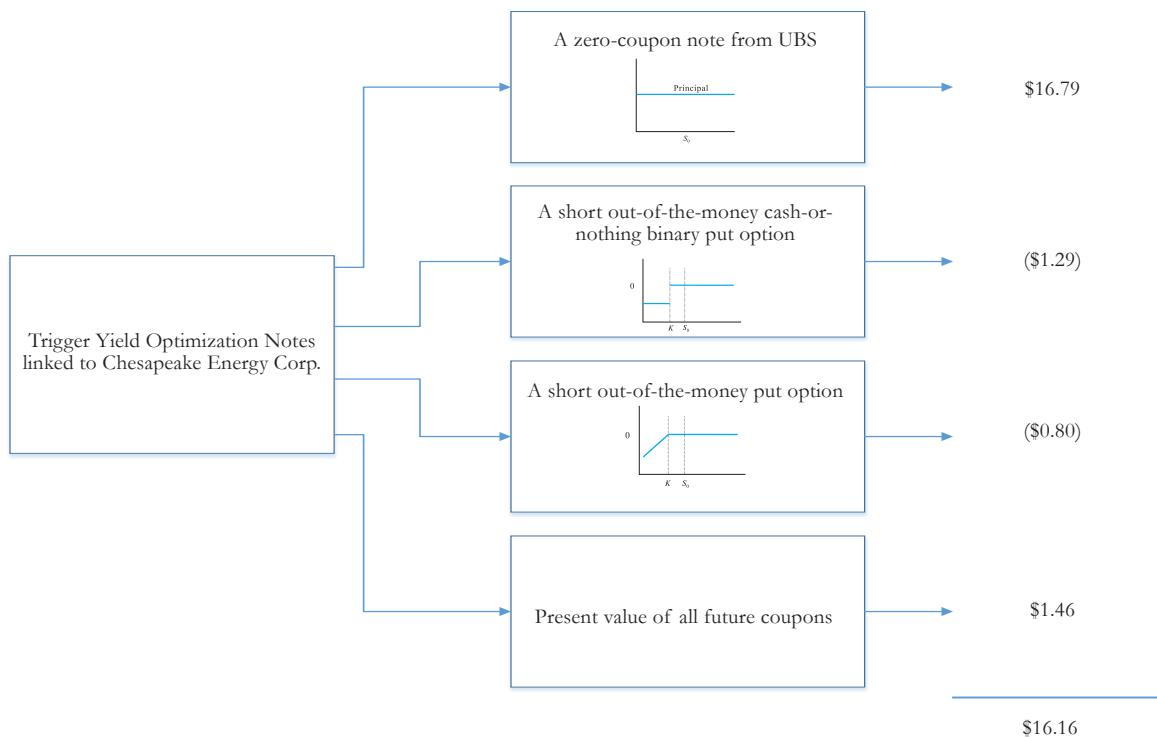 A zero-coupon note from UBS
Principal
S0
$16.79
A short out-of-the-money cash-or-
nothing binary put option
0
K S0
($1.29)
Trigger Yield Optimization Notes
linked to Chesapeake Energy Corp.
A short out-of-the-money put option
0
K S0
($0.80)
Present value of all future coupons
$1.46
$16.16